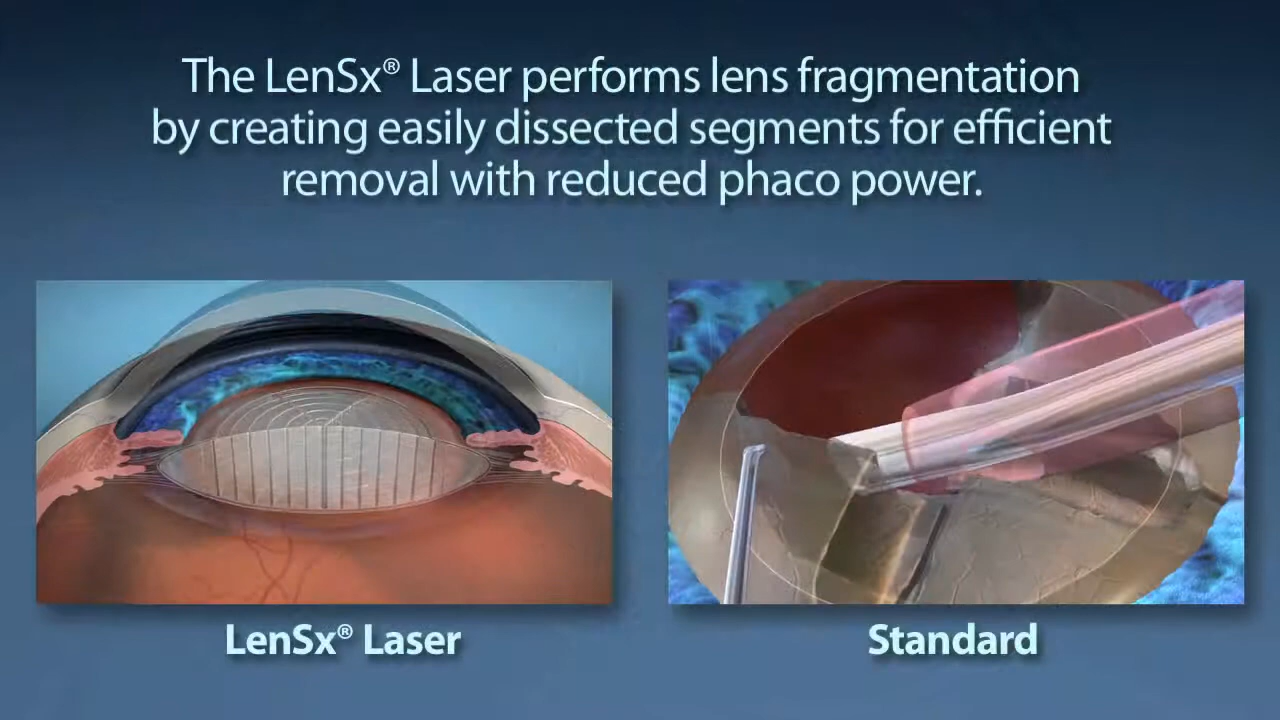 The LenSx® Laser performs lens fragmentation
by creating easily dissected segments for efficient
removal with reduced phaco power.
LenSx® Laser
Standard